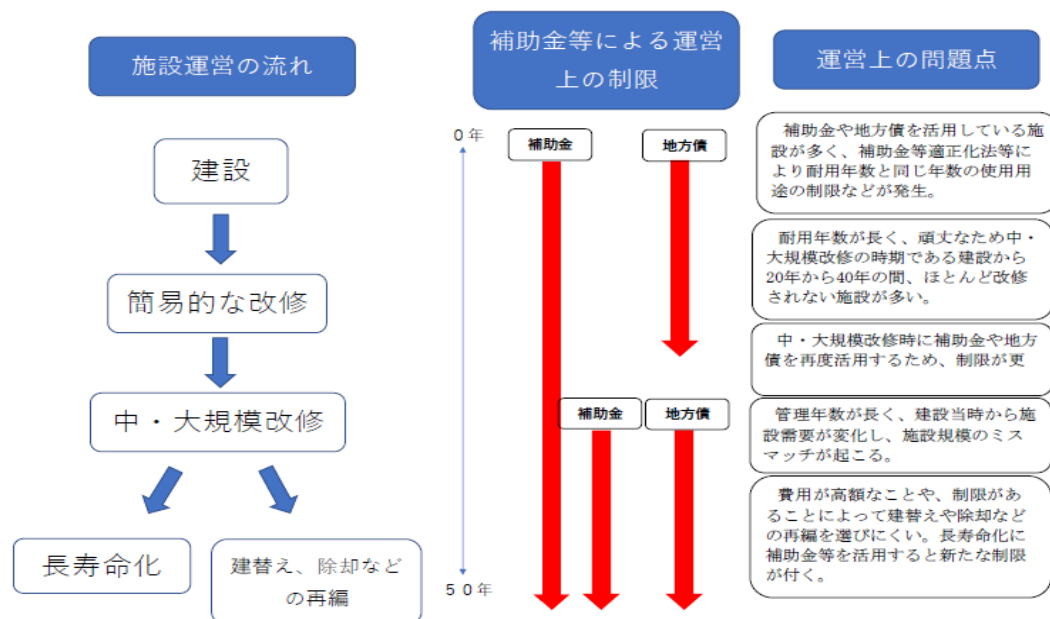 施設運営の流れ
建設
簡易的な改修
中・大規模改修
長寿命化
建替え、除却など
の再編
補助金等による運営
上の制限
0年
補助金
地方債
補助金
地方債
50年
運営上の問題点
補助金や地方債を活用している施
設が多く、補助金等適正化法等に
より耐用年数と同じ年数の使用用
途の制限などが発生。
耐用年数が長く、頑丈なため中・
大規模改修の時期である建設から
20年から40年の間、ほとんど改修
されない施設が多い。
中・大規模改修時に補助金や地方
債を再度活用するため、制限が更
管理年数が長く、建設当時から施
設需要が変化し、施設規模のミス
マッチが起こる。
費用が高額なことや、制限があ
ることによって建替えや除却など
の再編を選びにくい。長寿命化に
補助金等を活用すると新たな制限
が付く。